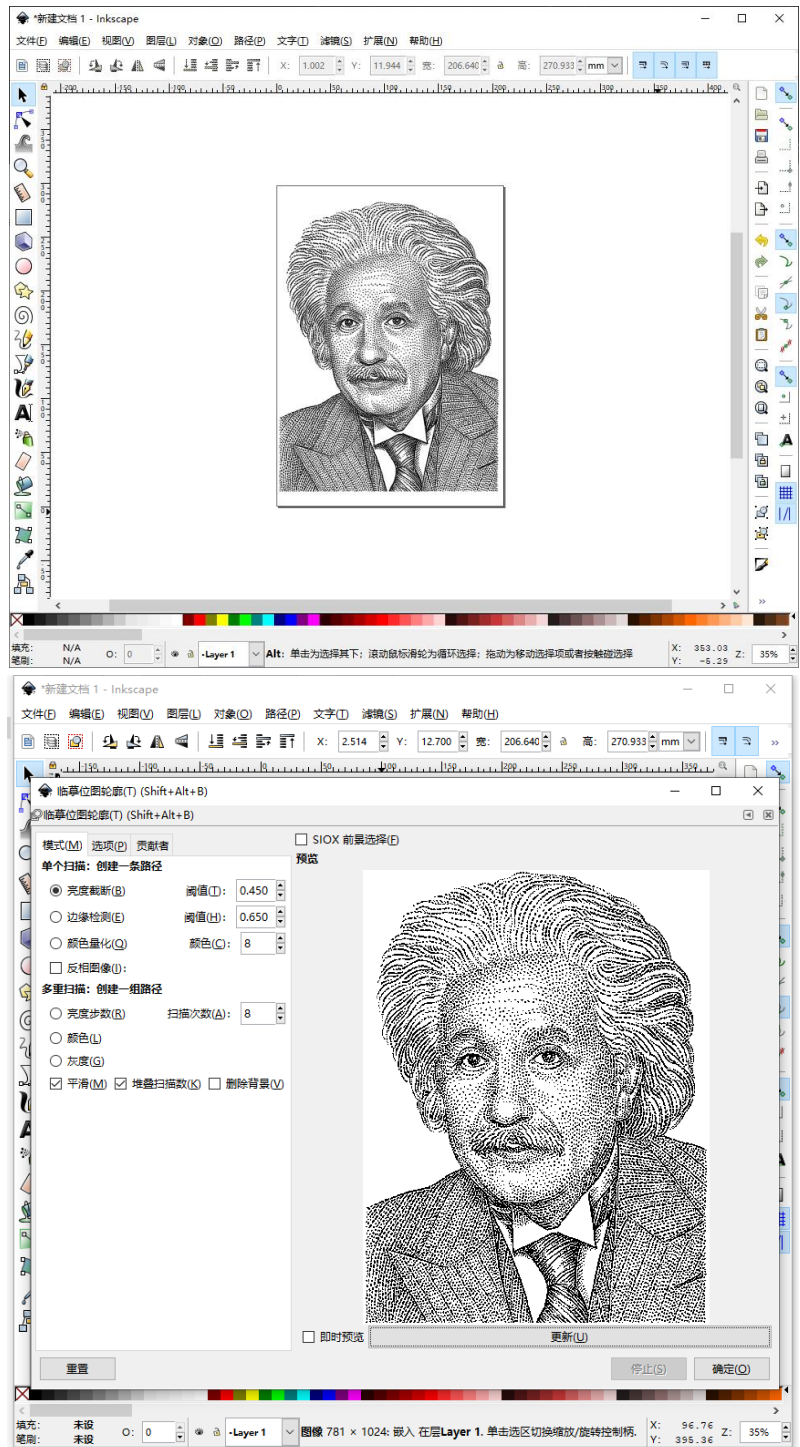 *新建文档 1 - Inkscape
文件(F) 编辑(E) 视图(V) 图层(L) 对象(O) 路径(P) 文字(T) 滤镜(S) 扩展(N) 帮助(H)
X: 1.002 Y: 11.944 宽: 206.640 高: 270.933 mm
填充: N/A
笔刷: N/A
O: 0
-Layer 1
Alt: 单击为选择其下; 滚动鼠标滑轮为循环选择; 拖动为移动选择项或者按触碰选择
X: 353.03
Y: -5.29
Z: 35%
*新建文档 1 - Inkscape
文件(F) 编辑(E) 视图(V) 图层(L) 对象(O) 路径(P) 文字(T) 滤镜(S) 扩展(N) 帮助(H)
X: 2.514 Y: 12.700 宽: 206.640 高: 270.933 mm
临摹位图轮廓(T) (Shift+Alt+B)
临摹位图轮廓(T) (Shift+Alt+B)
模式(M) 选项(P) 贡献者
单个扫描: 创建一条路径
亮度截断(B) 阈值(T): 0.450
边缘检测(E) 阈值(H): 0.650
颜色量化(Q) 颜色(C): 8
反相图像(I):
多重扫描: 创建一组路径
亮度步数(R) 扫描次数(A): 8
颜色(L)
灰度(G)
平滑(M) 堆叠扫描数(K) 删除背景(V)
SIOX 前景选择(F)
预览
即时预览 更新(U)
重置 停止(S) 确定(O)
填充: 未设
笔刷: 未设
O: 0
-Layer 1
图像 781 × 1024: 嵌入 在层Layer 1. 单击选区切换缩放/旋转控制柄.
X: 96.76
Y: 395.36
Z: 35%